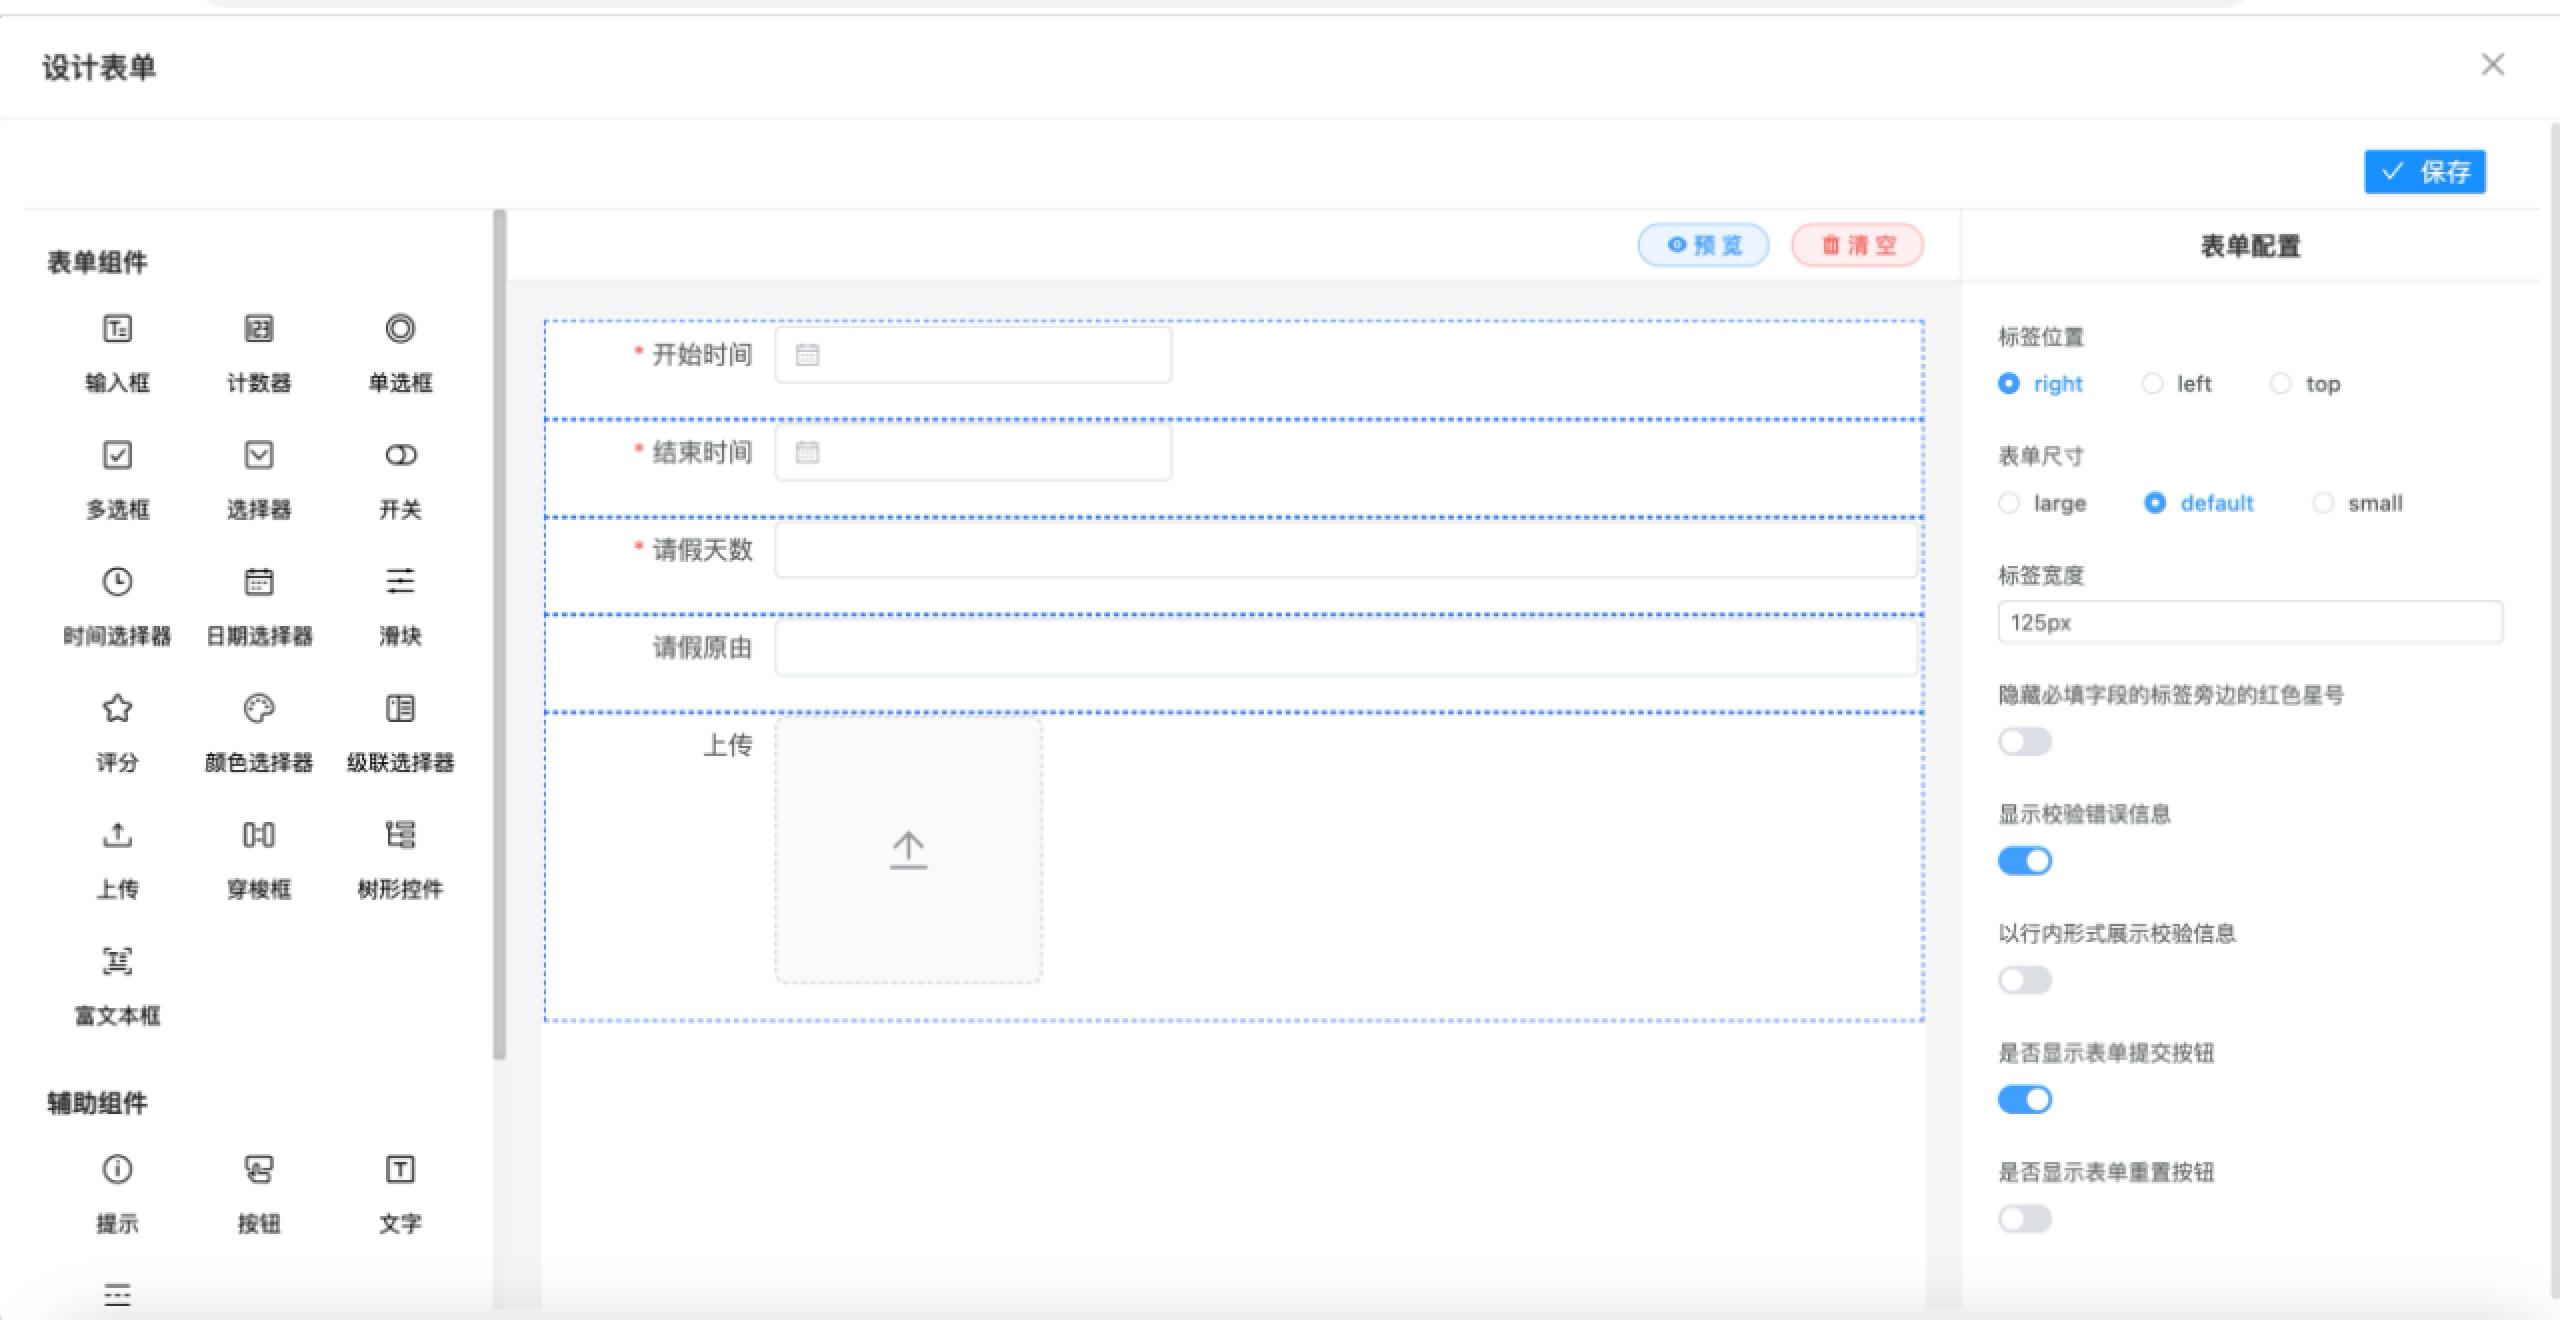 设计表单
保存
表单组件
输入框 计数器 单选框
多选框 选择器 开关
时间选择器 日期选择器 滑块
评分 颜色选择器 级联选择器
上传 穿梭框 树形控件
富文本框
辅助组件
提示 按钮 文字
预览 清空
* 开始时间
* 结束时间
* 请假天数
请假原由
上传
表单配置
标签位置
right left top
表单尺寸
large default small
标签宽度
125px
隐藏必填字段的标签旁边的红色星号
显示校验错误信息
以行内形式展示校验信息
是否显示表单提交按钮
是否显示表单重置按钮